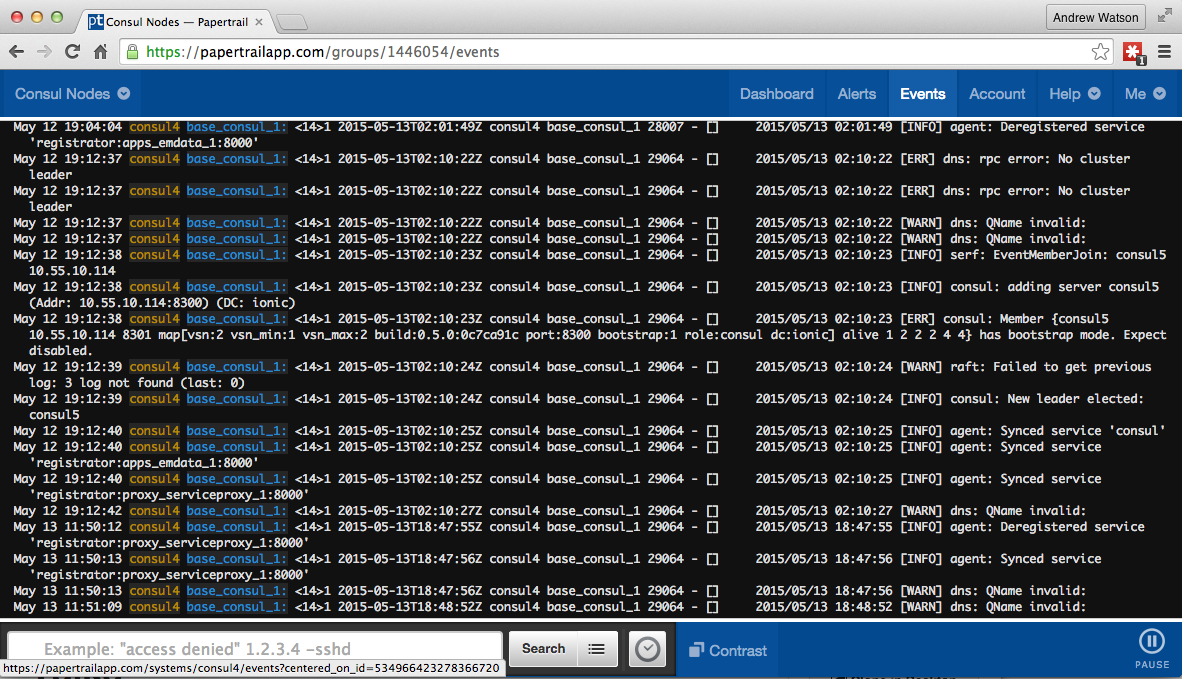 Consul Nodes — Papertrail
Andrew Watson
https://papertrailapp.com/groups/1446054/events
1
Consul Nodes Dashboard Alerts Events Account Help Me
May 12 19:04:04 consul4 base_consul_1: <14>1 2015-05-13T02:01:49Z consul4 base_consul_1 28007 - [] 2015/05/13 02:01:49 [INFO] agent: Deregistered service
'registrator:apps_emdata_1:8000'
May 12 19:12:37 consul4 base_consul_1: <14>1 2015-05-13T02:10:22Z consul4 base_consul_1 29064 - [] 2015/05/13 02:10:22 [ERR] dns: rpc error: No cluster
leader
May 12 19:12:37 consul4 base_consul_1: <14>1 2015-05-13T02:10:22Z consul4 base_consul_1 29064 - [] 2015/05/13 02:10:22 [ERR] dns: rpc error: No cluster
leader
May 12 19:12:37 consul4 base_consul_1: <14>1 2015-05-13T02:10:22Z consul4 base_consul_1 29064 - [] 2015/05/13 02:10:22 [WARN] dns: QName invalid:
May 12 19:12:37 consul4 base_consul_1: <14>1 2015-05-13T02:10:22Z consul4 base_consul_1 29064 - [] 2015/05/13 02:10:22 [WARN] dns: QName invalid:
May 12 19:12:38 consul4 base_consul_1: <14>1 2015-05-13T02:10:23Z consul4 base_consul_1 29064 - [] 2015/05/13 02:10:23 [INFO] serf: EventMemberJoin: consul5
10.55.10.114
May 12 19:12:38 consul4 base_consul_1: <14>1 2015-05-13T02:10:23Z consul4 base_consul_1 29064 - [] 2015/05/13 02:10:23 [INFO] consul: adding server consul5
(Addr: 10.55.10.114:8300) (DC: ionic)
May 12 19:12:38 consul4 base_consul_1: <14>1 2015-05-13T02:10:23Z consul4 base_consul_1 29064 - [] 2015/05/13 02:10:23 [ERR] consul: Member {consul5
10.55.10.114 8301 map[vsn:2 vsn_min:1 vsn_max:2 build:0.5.0:0c7ca91c port:8300 bootstrap:1 role:consul dc:ionic] alive 1 2 2 2 4 4} has bootstrap mode. Expect
disabled.
May 12 19:12:39 consul4 base_consul_1: <14>1 2015-05-13T02:10:24Z consul4 base_consul_1 29064 - [] 2015/05/13 02:10:24 [WARN] raft: Failed to get previous
log: 3 log not found (last: 0)
May 12 19:12:39 consul4 base_consul_1: <14>1 2015-05-13T02:10:24Z consul4 base_consul_1 29064 - [] 2015/05/13 02:10:24 [INFO] consul: New leader elected:
consul5
May 12 19:12:40 consul4 base_consul_1: <14>1 2015-05-13T02:10:25Z consul4 base_consul_1 29064 - [] 2015/05/13 02:10:25 [INFO] agent: Synced service 'consul'
May 12 19:12:40 consul4 base_consul_1: <14>1 2015-05-13T02:10:25Z consul4 base_consul_1 29064 - [] 2015/05/13 02:10:25 [INFO] agent: Synced service
'registrator:apps_emdata_1:8000'
May 12 19:12:40 consul4 base_consul_1: <14>1 2015-05-13T02:10:25Z consul4 base_consul_1 29064 - [] 2015/05/13 02:10:25 [INFO] agent: Synced service
'registrator:proxy_serviceproxy_1:8000'
May 12 19:12:42 consul4 base_consul_1: <14>1 2015-05-13T02:10:27Z consul4 base_consul_1 29064 - [] 2015/05/13 02:10:27 [WARN] dns: QName invalid:
May 13 11:50:12 consul4 base_consul_1: <14>1 2015-05-13T18:47:55Z consul4 base_consul_1 29064 - [] 2015/05/13 18:47:55 [INFO] agent: Deregistered service
'registrator:proxy_serviceproxy_1:8000'
May 13 11:50:13 consul4 base_consul_1: <14>1 2015-05-13T18:47:56Z consul4 base_consul_1 29064 - [] 2015/05/13 18:47:56 [INFO] agent: Synced service
'registrator:proxy_serviceproxy_1:8000'
May 13 11:50:13 consul4 base_consul_1: <14>1 2015-05-13T18:47:56Z consul4 base_consul_1 29064 - [] 2015/05/13 18:47:56 [WARN] dns: QName invalid:
May 13 11:51:09 consul4 base_consul_1: <14>1 2015-05-13T18:48:52Z consul4 base_consul_1 29064 - [] 2015/05/13 18:48:52 [WARN] dns: QName invalid:
Example: "access denied" 1.2.3.4 -sshd Search Contrast
PAUSE
https://papertrailapp.com/systems/consul4/events?centered_on_id=534966423278366720